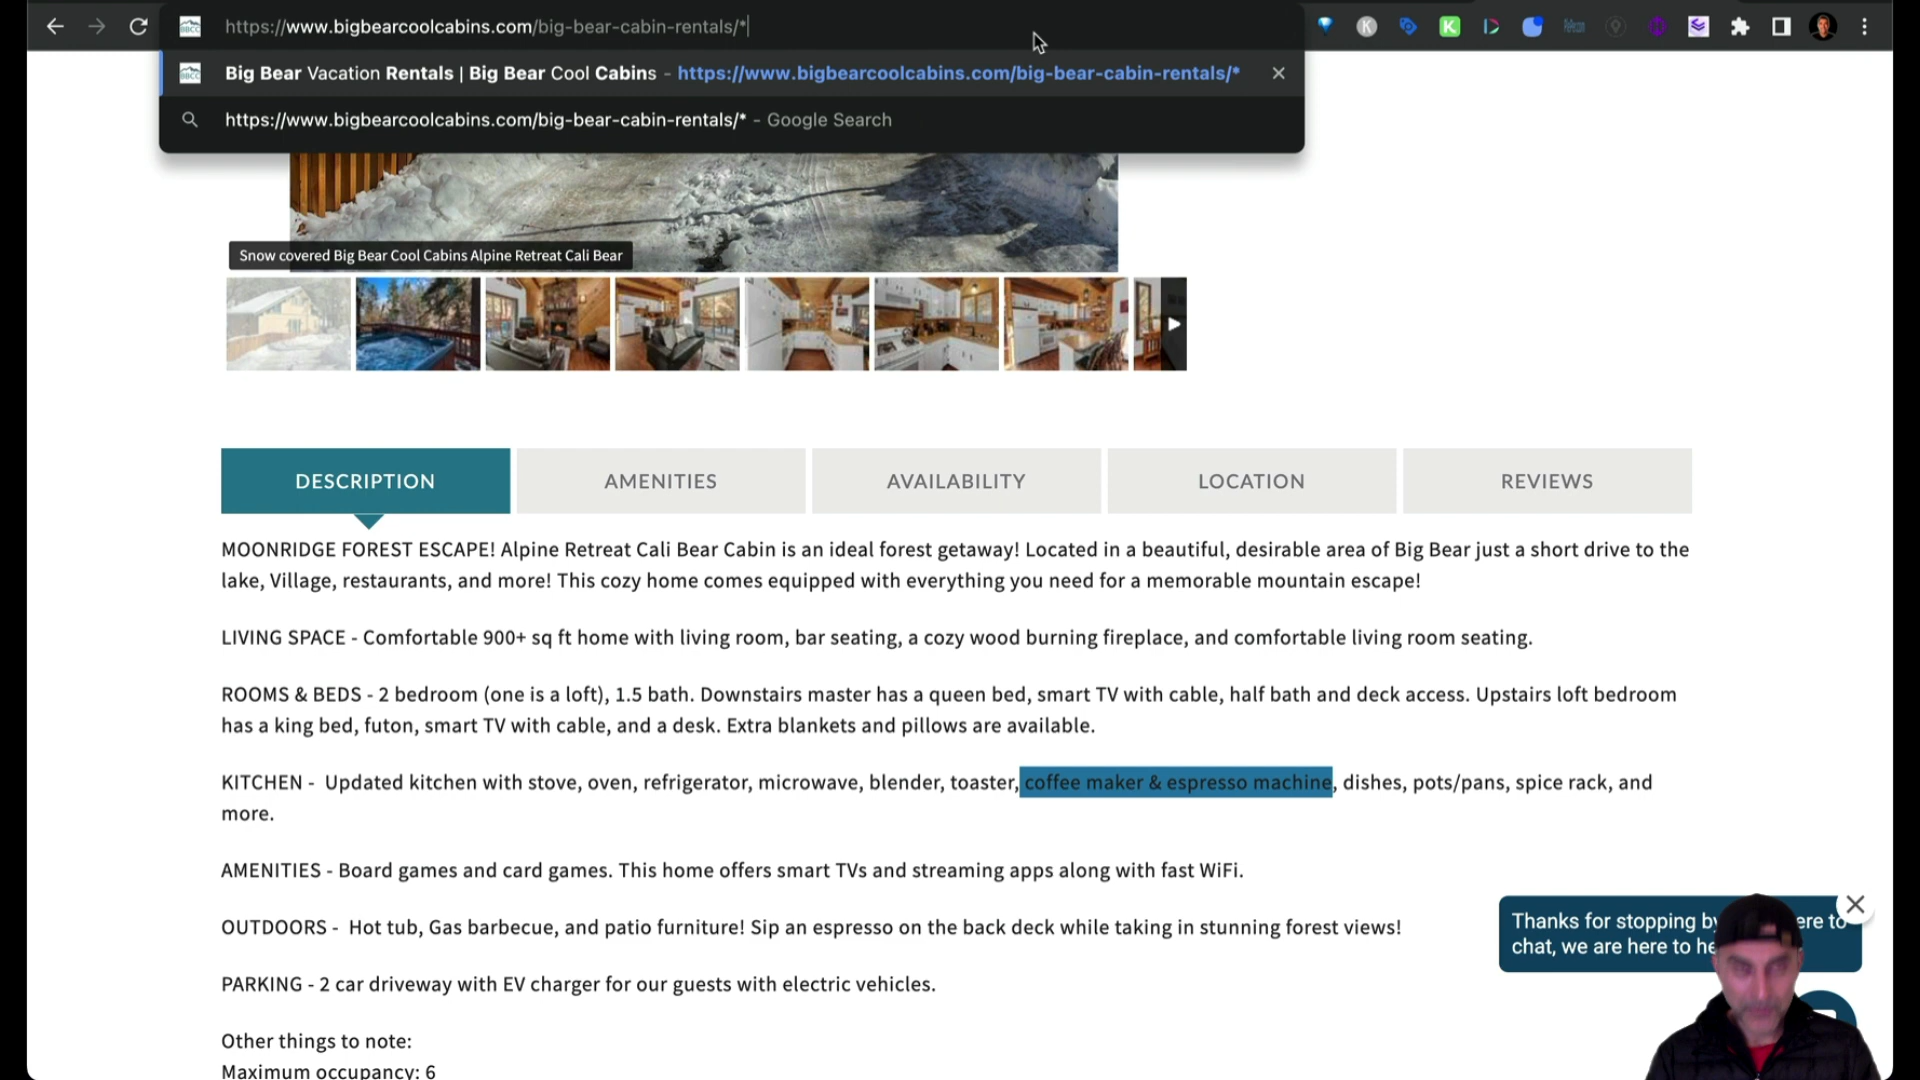 https://www.bigbearcoolcabins.com/big-bear-cabin-rentals/*
BBCC Big Bear Vacation Rentals | Big Bear Cool Cabins - https://www.bigbearcoolcabins.com/big-bear-cabin-rentals/*
https://www.bigbearcoolcabins.com/big-bear-cabin-rentals/* - Google Search
Snow covered Big Bear Cool Cabins Alpine Retreat Cali Bear
DESCRIPTION
AMENITIES
AVAILABILITY
LOCATION
REVIEWS
MOONRIDGE FOREST ESCAPE! Alpine Retreat Cali Bear Cabin is an ideal forest getaway! Located in a beautiful, desirable area of Big Bear just a short drive to the
lake, Village, restaurants, and more! This cozy home comes equipped with everything you need for a memorable mountain escape!
LIVING SPACE - Comfortable 900+ sq ft home with living room, bar seating, a cozy wood burning fireplace, and comfortable living room seating.
ROOMS & BEDS - 2 bedroom (one is a loft), 1.5 bath. Downstairs master has a queen bed, smart TV with cable, half bath and deck access. Upstairs loft bedroom
has a king bed, futon, smart TV with cable, and a desk. Extra blankets and pillows are available.
KITCHEN - Updated kitchen with stove, oven, refrigerator, microwave, blender, toaster, coffee maker & espresso machine, dishes, pots/pans, spice rack, and
more.
AMENITIES - Board games and card games. This home offers smart TVs and streaming apps along with fast WiFi.
OUTDOORS - Hot tub, Gas barbecue, and patio furniture! Sip an espresso on the back deck while taking in stunning forest views!
Thanks for stopping to
chat, we are here to
PARKING - 2 car driveway with EV charger for our guests with electric vehicles.
Other things to note:
Maximum occupancy: 6